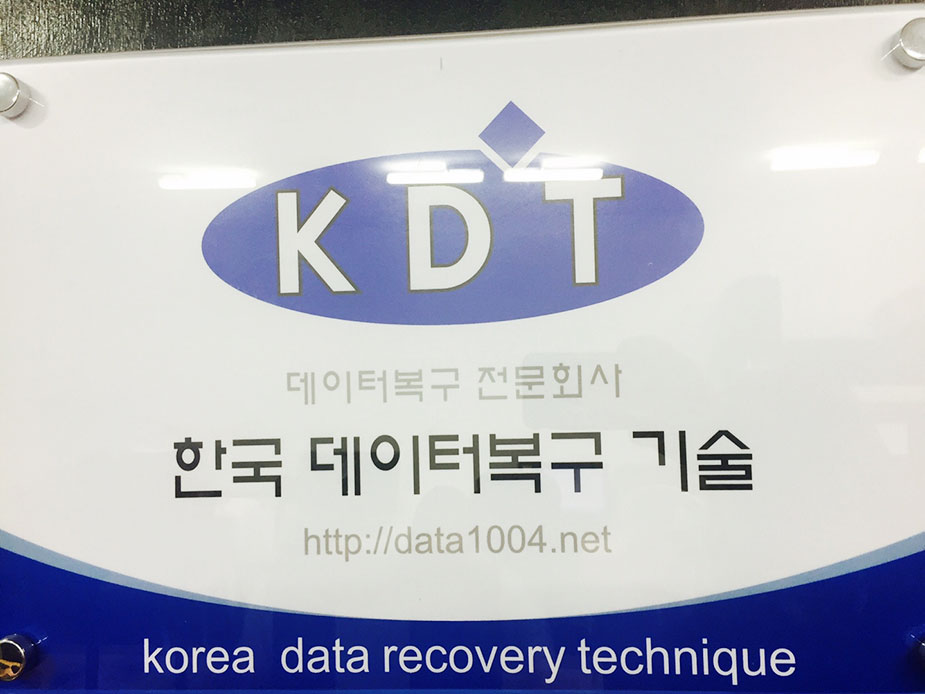 KDT
데이터복구 전문회사
한국 데이터복구 기술
http://data1004.net
korea data recovery technique